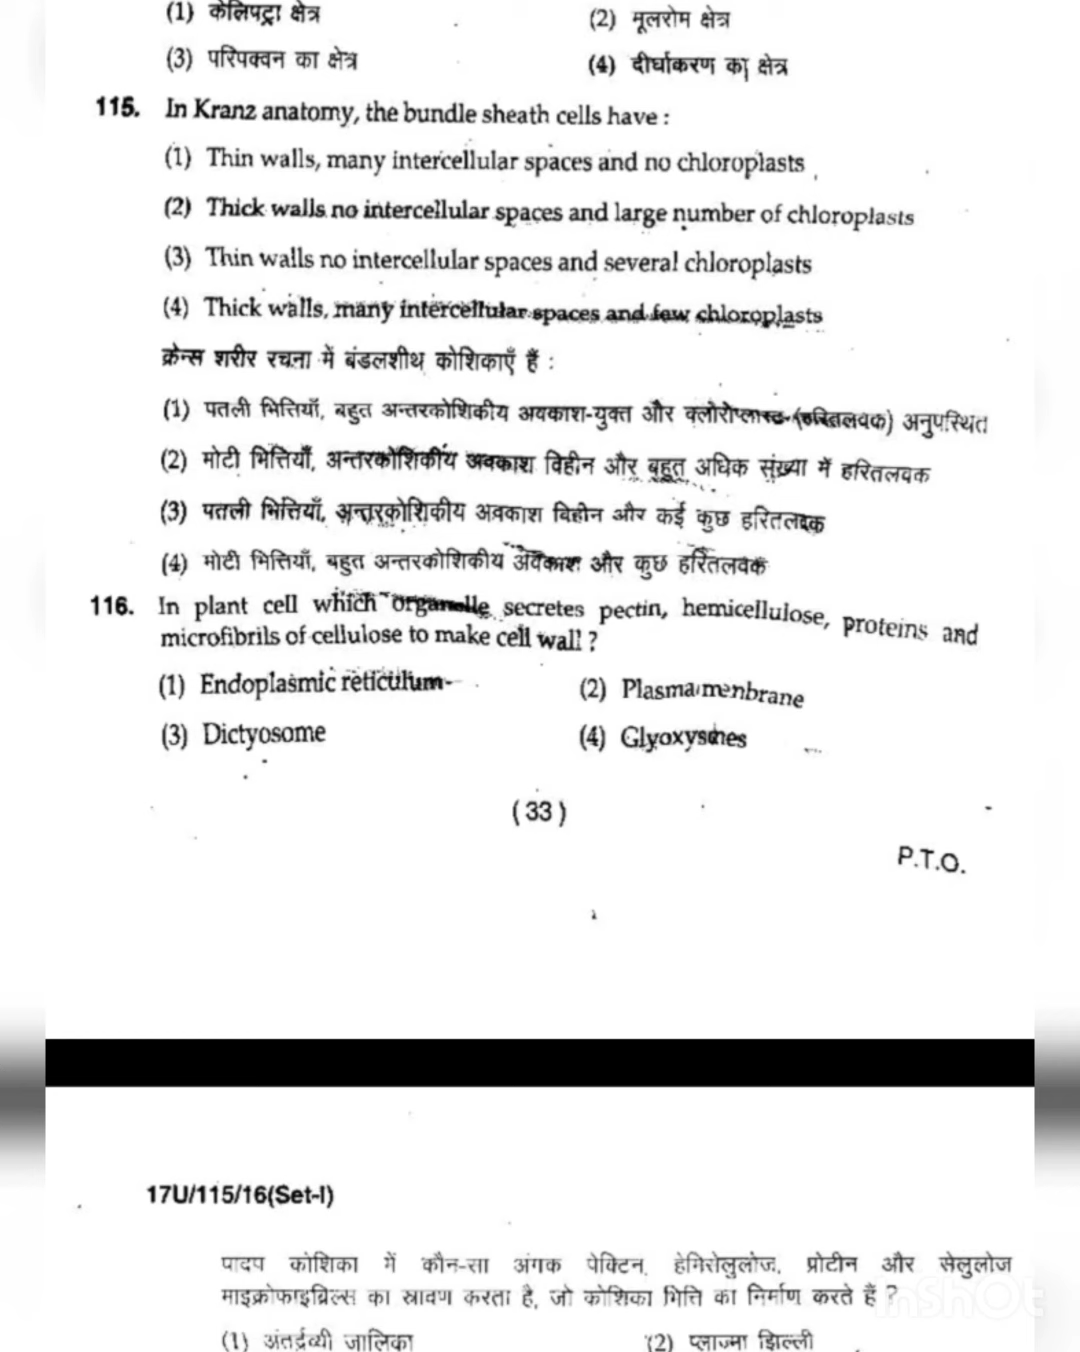 (1) केलिपट्रा क्षेत्र (2) मूलरोम क्षेत्र
(3) परिपक्वन का क्षेत्र (4) दीर्घाकरण का क्षेत्र
115. In Kranz anatomy, the bundle sheath cells have :
(1) Thin walls, many intercellular spaces and no chloroplasts
(2) Thick walls no intercellular spaces and large number of chloroplasts
(3) Thin walls no intercellular spaces and several chloroplasts
(4) Thick walls, many intercellular spaces and few chloroplasts
क्रेन्स शरीर रचना में बंडलशीथ कोशिकाएँ हैं :
(1) पतली भित्तियाँ, बहुत अन्तरकोशिकीय अवकाश-युक्त और क्लोरोप्लास्ट (हरितलवक) अनुपस्थित
(2) मोटी भित्तियाँ, अन्तरकोशिकीय अवकाश विहीन और बहुत अधिक संख्या में हरितलवक
(3) पतली भित्तियाँ, अन्तरकोशिकीय अवकाश विहीन और कई कुछ हरितलवक
(4) मोटी भित्तियाँ, बहुत अन्तरकोशिकीय अवकाश और कुछ हरितलवक
116. In plant cell which organelle secretes pectin, hemicellulose, proteins and
microfibrils of cellulose to make cell wall ?
(1) Endoplasmic reticulum (2) Plasma menbrane
(3) Dictyosome (4) Glyoxysmes
( 33 )
P.T.O.
17U/115/16(Set-I)
पादप कोशिका में कौन-सा अंगक पेक्टिन, हेमिसेलुलोज, प्रोटीन और सेलुलोज
माइक्रोफाइब्रिल्स का स्रावण करता है, जो कोशिका भित्ति का निर्माण करते हैं ?
InShOt
(1) अंतर्द्रव्यी जालिका (2) प्लाज्मा झिल्ली